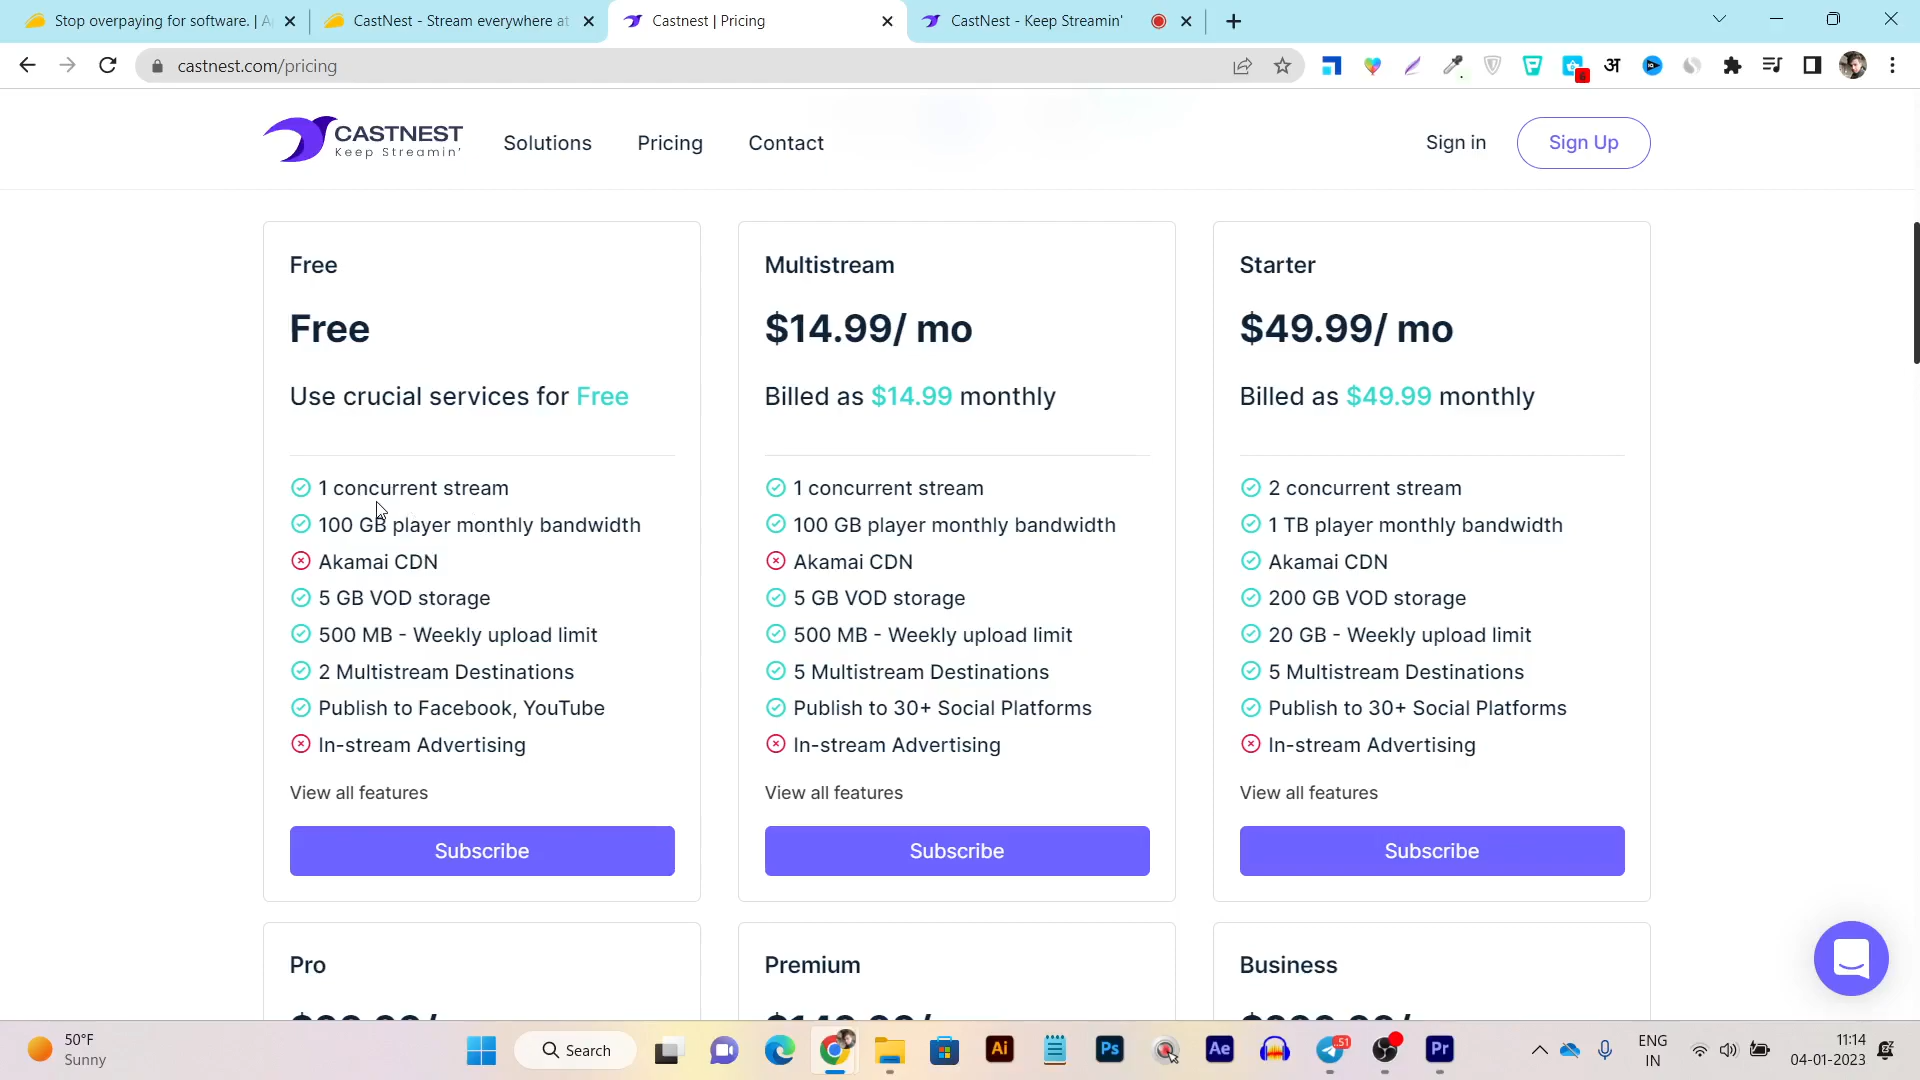 Stop overpaying for software. | A
CastNest - Stream everywhere at
Castnest | Pricing
CastNest - Keep Streamin'
castnest.com/pricing
अ
CASTNEST
Keep Streamin'
Solutions
Pricing
Contact
Sign in
Sign Up
Free
Free
Use crucial services for Free
1 concurrent stream
100 GB player monthly bandwidth
Akamai CDN
5 GB VOD storage
500 MB - Weekly upload limit
2 Multistream Destinations
Publish to Facebook, YouTube
In-stream Advertising
View all features
Subscribe
Multistream
$14.99/ mo
Billed as $14.99 monthly
1 concurrent stream
100 GB player monthly bandwidth
Akamai CDN
5 GB VOD storage
500 MB - Weekly upload limit
5 Multistream Destinations
Publish to 30+ Social Platforms
In-stream Advertising
View all features
Subscribe
Starter
$49.99/ mo
Billed as $49.99 monthly
2 concurrent stream
1 TB player monthly bandwidth
Akamai CDN
200 GB VOD storage
20 GB - Weekly upload limit
5 Multistream Destinations
Publish to 30+ Social Platforms
In-stream Advertising
View all features
Subscribe
Pro
Premium
Business
50°F
Sunny
Search
Ai
Ps
Ae
51
Pr
ENG
IN
11:14
04-01-2023